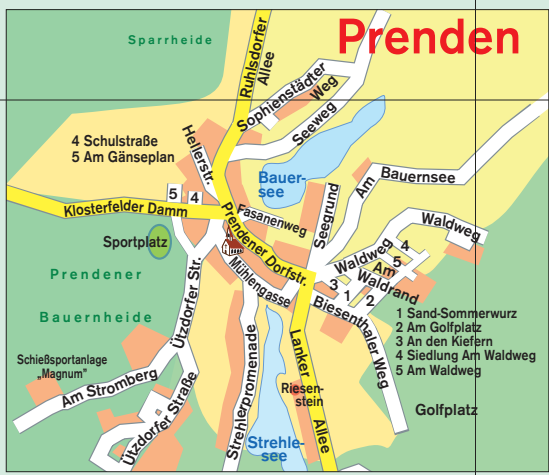 Prenden
Sparrheide
Ruhlsdorfer
Allee
Sophienstädter
Weg
Seeweg
4 Schulstraße
5 Am Gänseplan
Hellerstr.
Bauer-
see
Am Bauernsee
5
4
Klosterfelder Damm
Fasanenweg
Seegrund
Waldweg
Prendener Dorfstr.
Sportplatz
Waldweg
4
5
Am
Waldrand
3
1
2
Mühlengasse
Prendener
Bauernheide
Ützdorfer Str.
Biesenthaler Weg
1 Sand-Sommerwurz
2 Am Golfplatz
3 An den Kiefern
4 Siedlung Am Waldweg
5 Am Waldweg
Schießsportanlage
„Magnum”
Am Stromberg
Ützdorfer Straße
Strehlerpromenade
Lanker
Allee
Riesen-
stein
Golfplatz
Strehle-
see